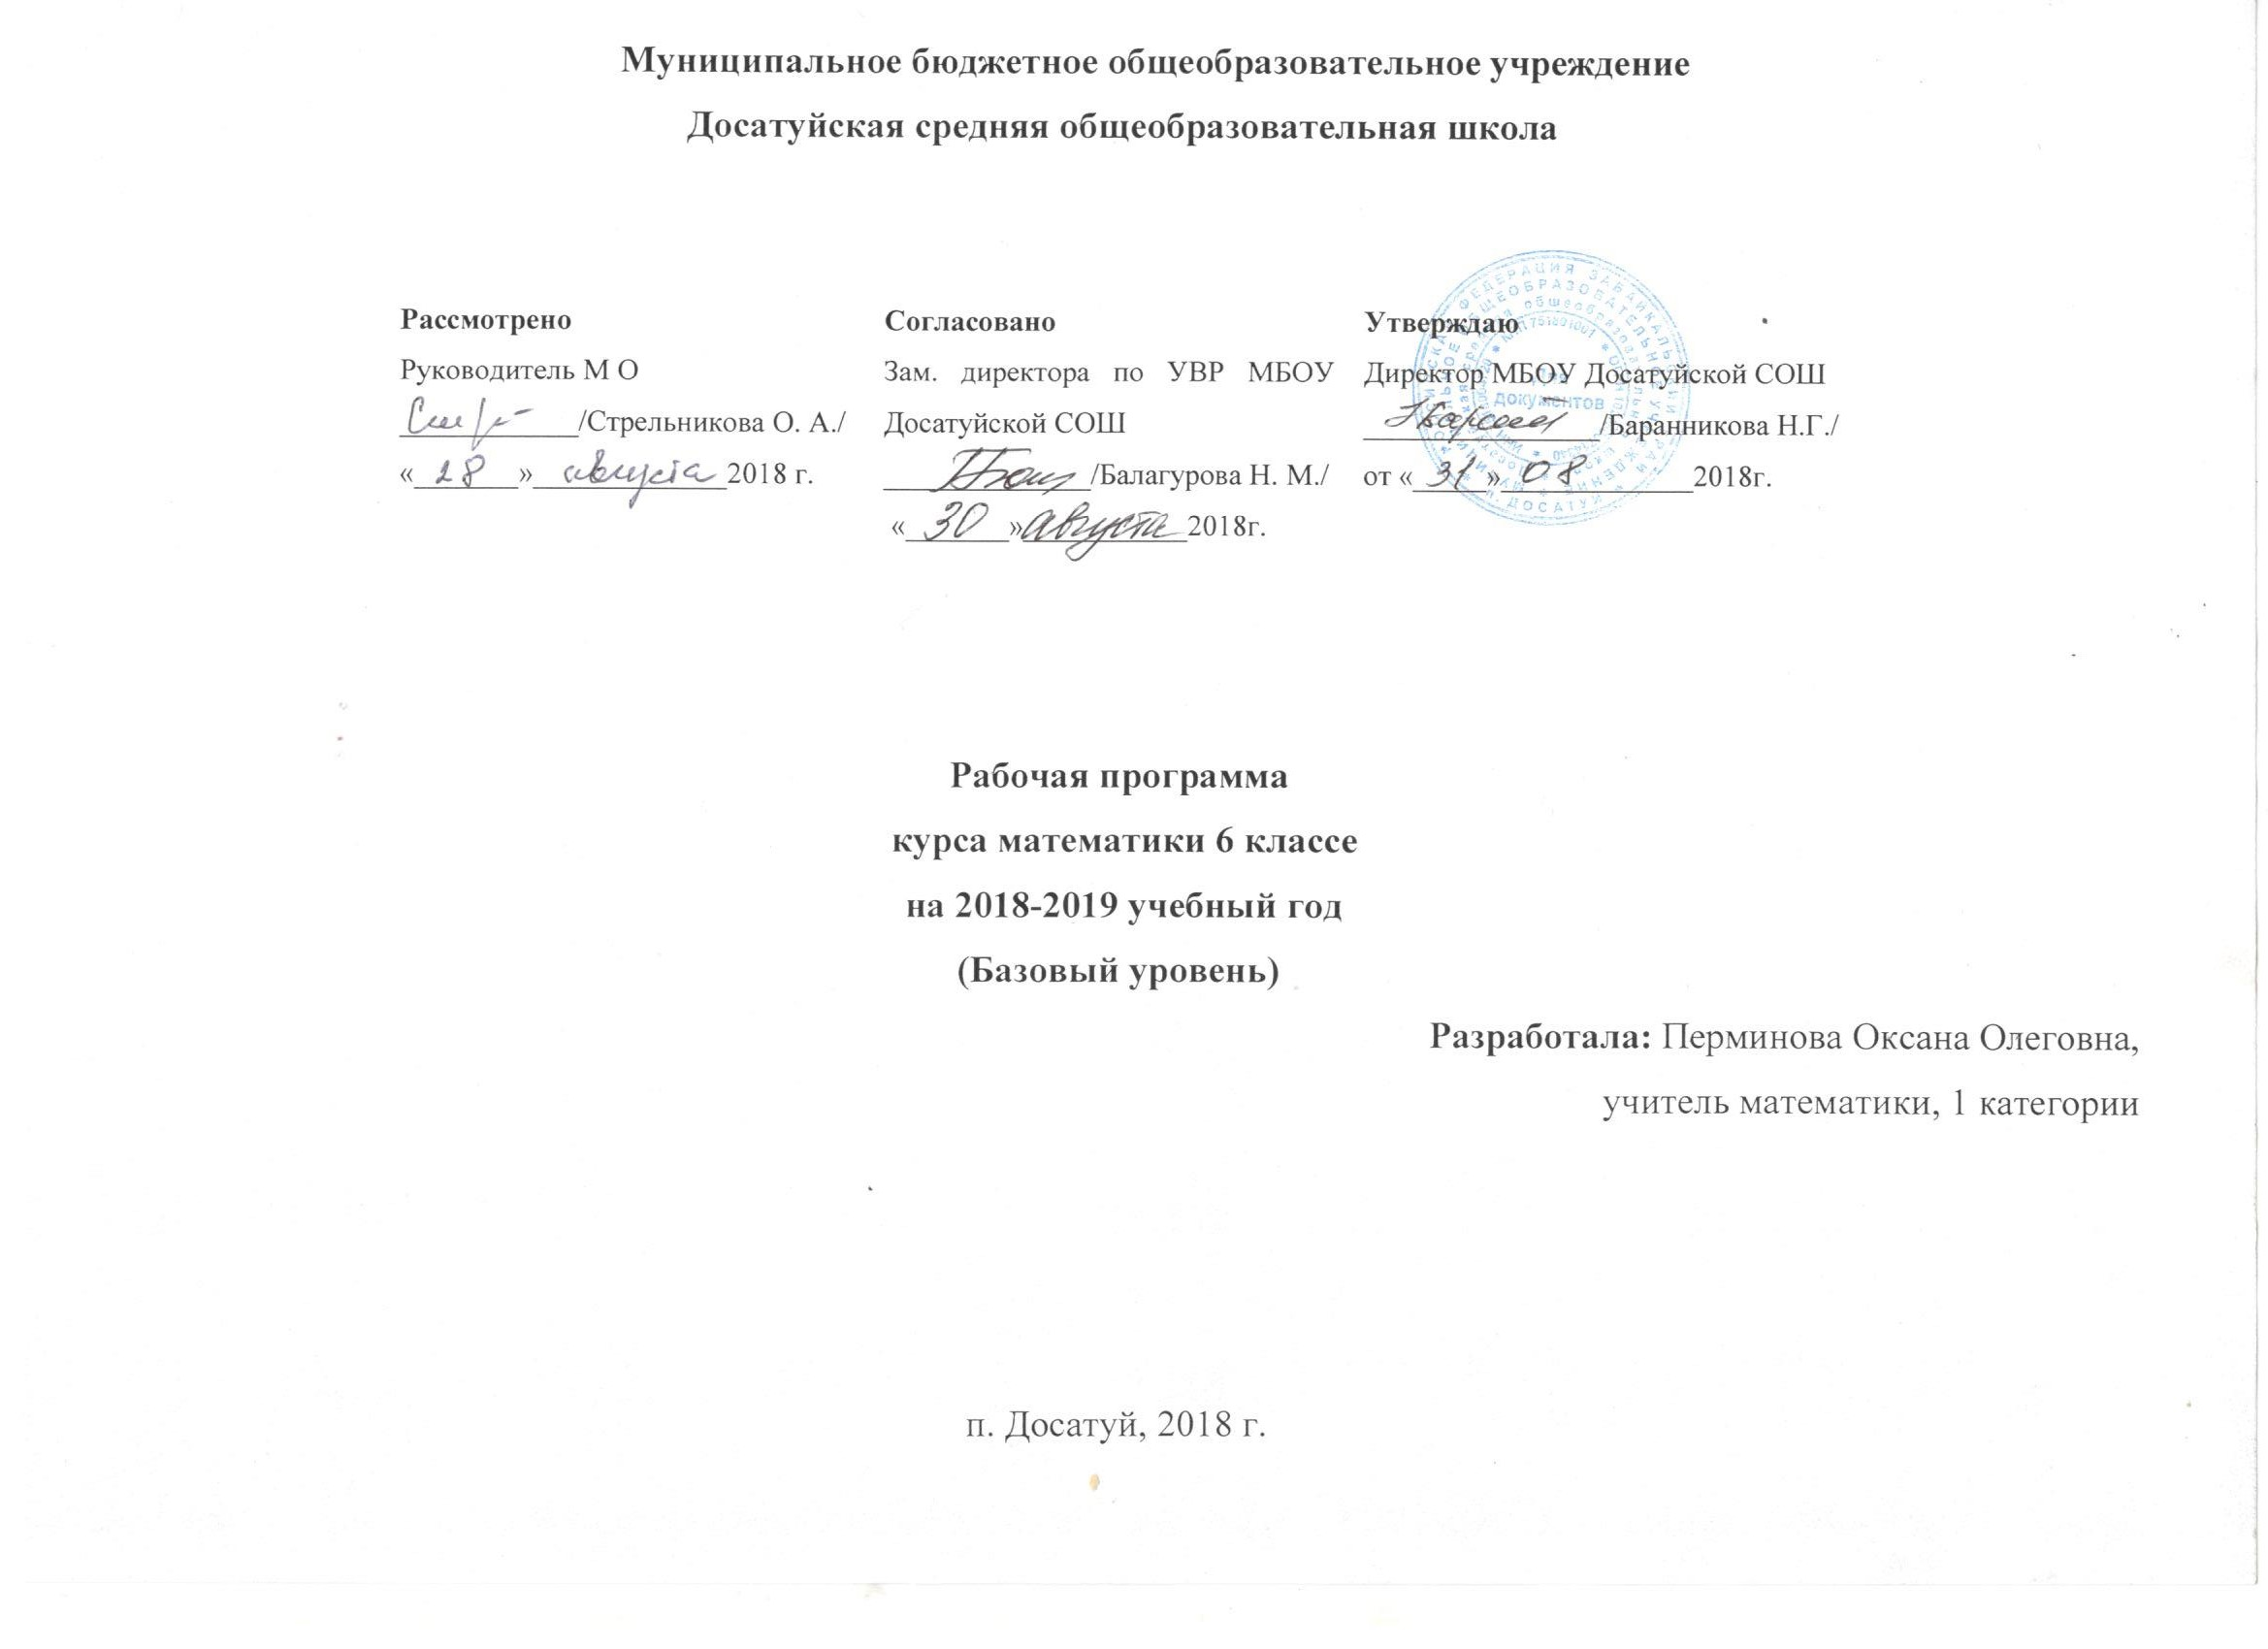 Муниципальное бюджетное общеобразовательное учреждение
Досатуйская средняя общеобразовательная школа
Рассмотрено
Руководитель М О
/Стрельникова О. А./
«28» августа 2018 г.
Согласовано
Зам. директора по УВР МБОУ
Досатуйской СОШ
/Балагурова Н. М./
«30» августа 2018г.
Утверждаю
Директор МБОУ Досатуйской СОШ
/Баранникова Н.Г./
от «31» 08 2018г.
Для
документов
Рабочая программа
курса математики 6 классе
на 2018-2019 учебный год
(Базовый уровень)
Разработала: Перминова Оксана Олеговна,
учитель математики, 1 категории
п. Досатуй, 2018 г.